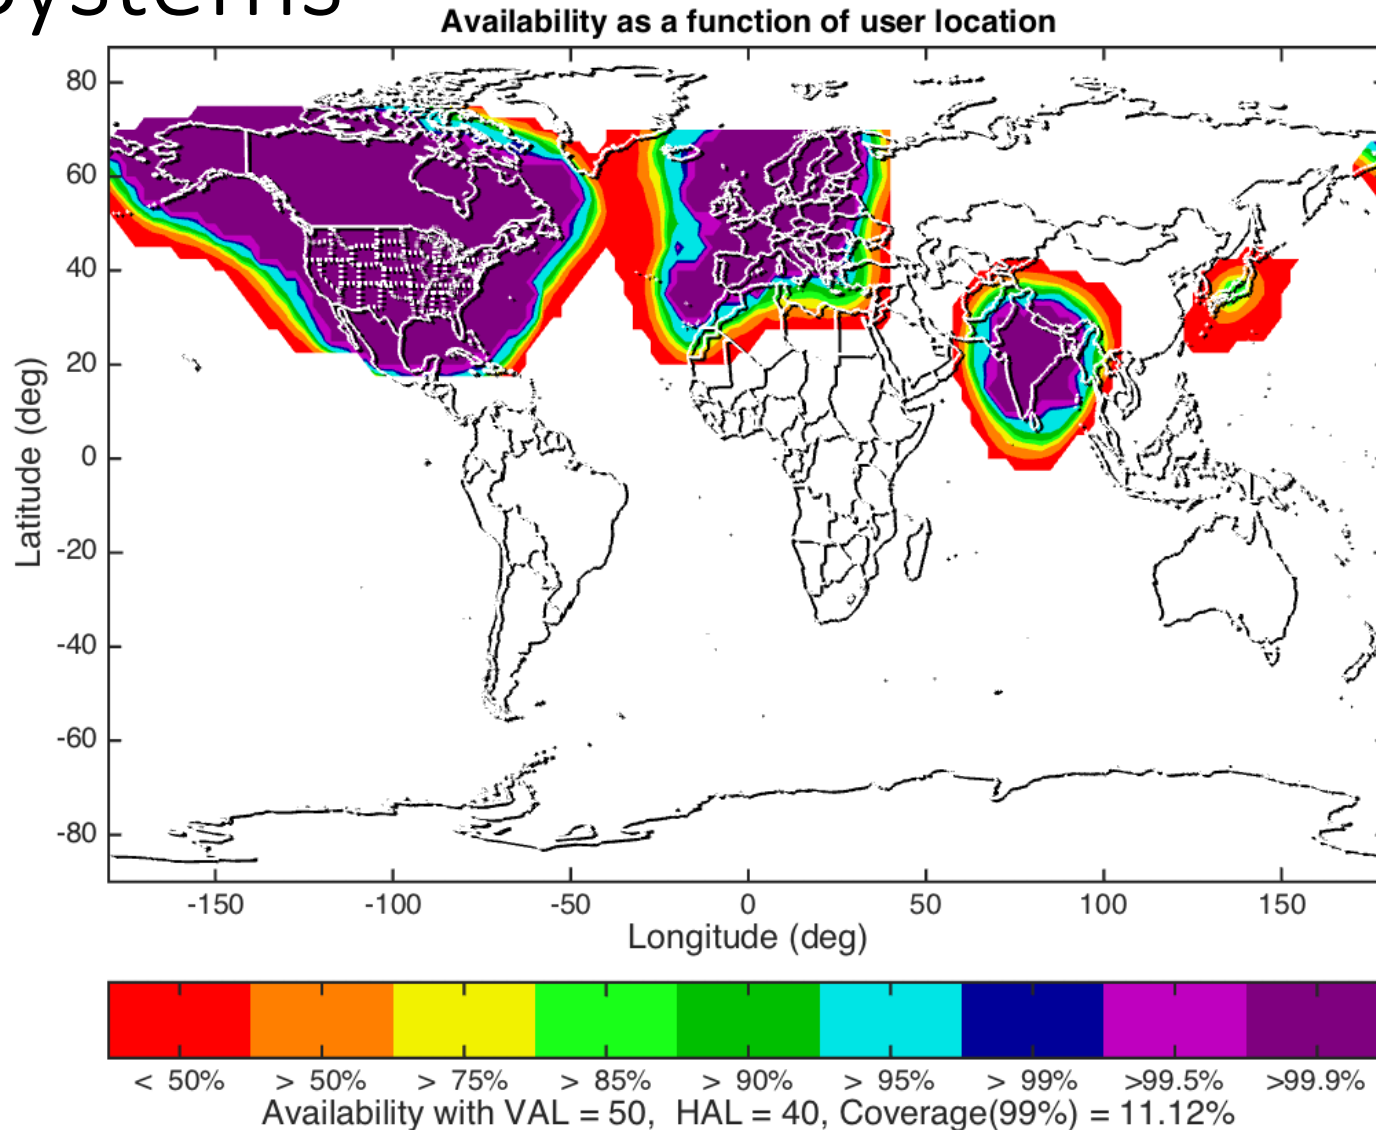 ystems
Availability as a function of user location
80
60
40
20
0
-20
-40
-60
-80
Latitude (deg)
-150 -100 -50 0 50 100 150
Longitude (deg)
< 50% > 50% > 75% > 85% > 90% > 95% > 99% >99.5% >99.9%
Availability with VAL = 50, HAL = 40, Coverage(99%) = 11.12%